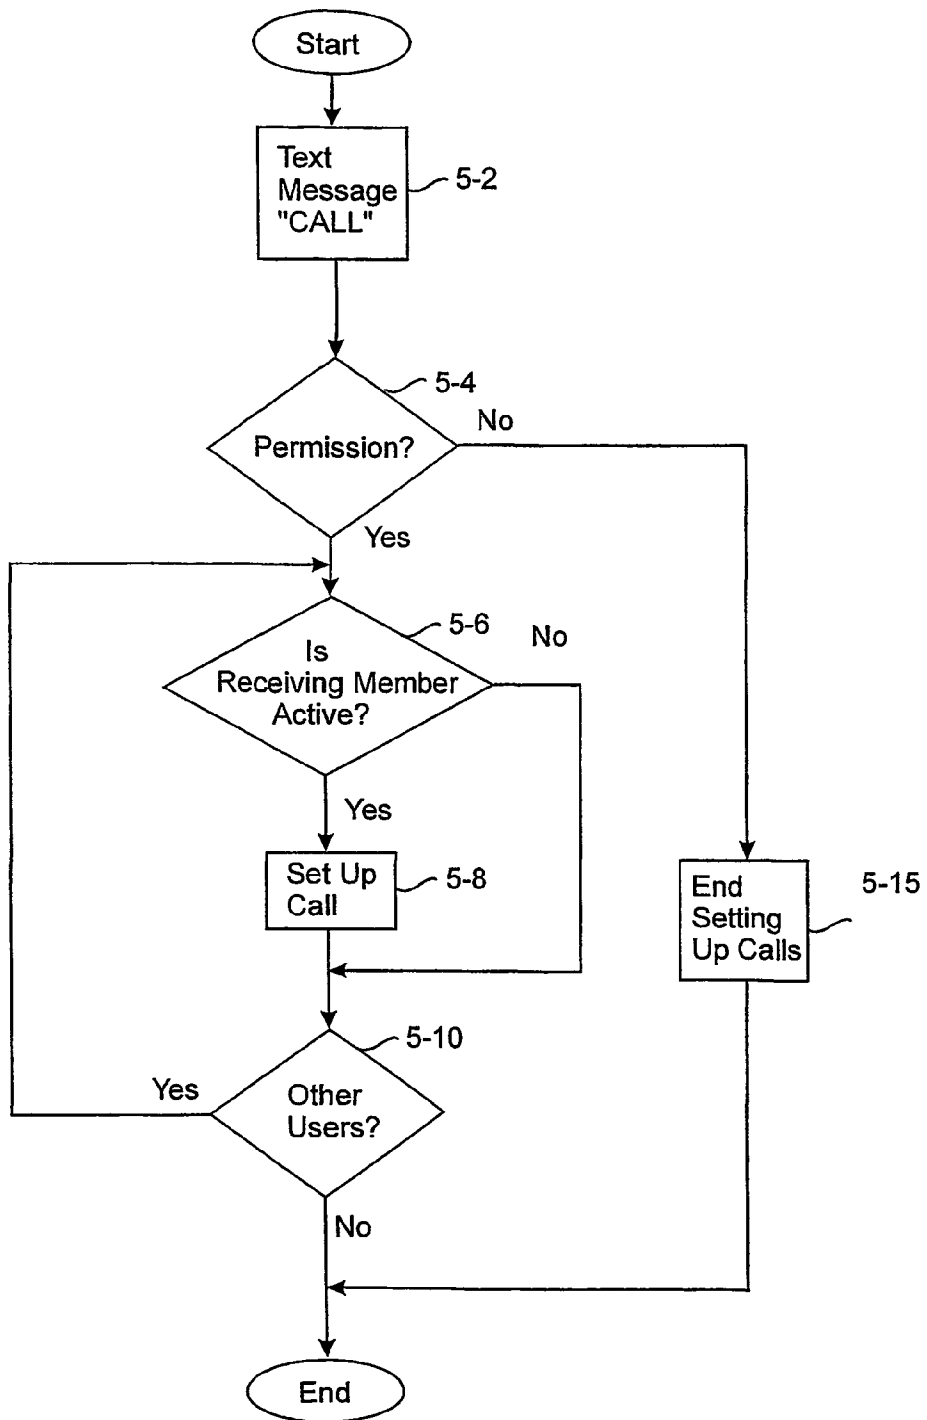 Start
Text
Message
"CALL"
5-2
5-4
No
Permission?
Yes
5-6
No
Is
Receiving Member
Active?
Yes
Set Up
Call
5-8
End
Setting
Up Calls
5-15
5-10
Yes
Other
Users?
No
End